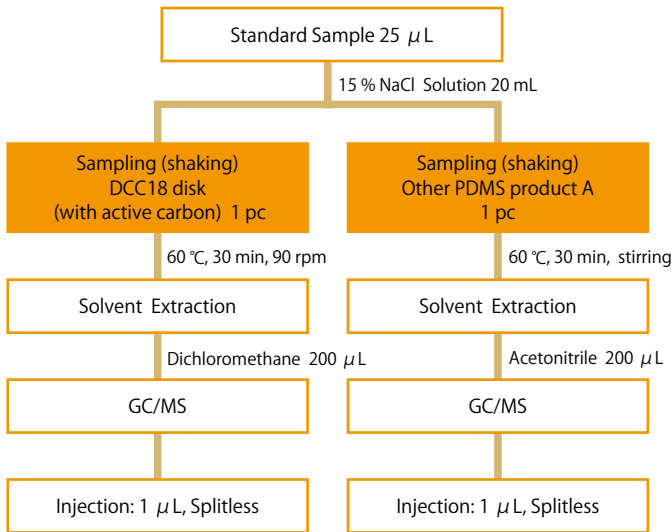 Standard Sample 25 μL
15 % NaCl Solution 20 mL
Sampling (shaking)
DCC18 disk
(with active carbon) 1 pc
60 ℃, 30 min, 90 rpm
Solvent Extraction
Dichloromethane 200 μL
GC/MS
Injection: 1 μL, Splitless
Sampling (shaking)
Other PDMS product A
1 pc
60 ℃, 30 min, stirring
Solvent Extraction
Acetonitrile 200 μL
GC/MS
Injection: 1 μL, Splitless